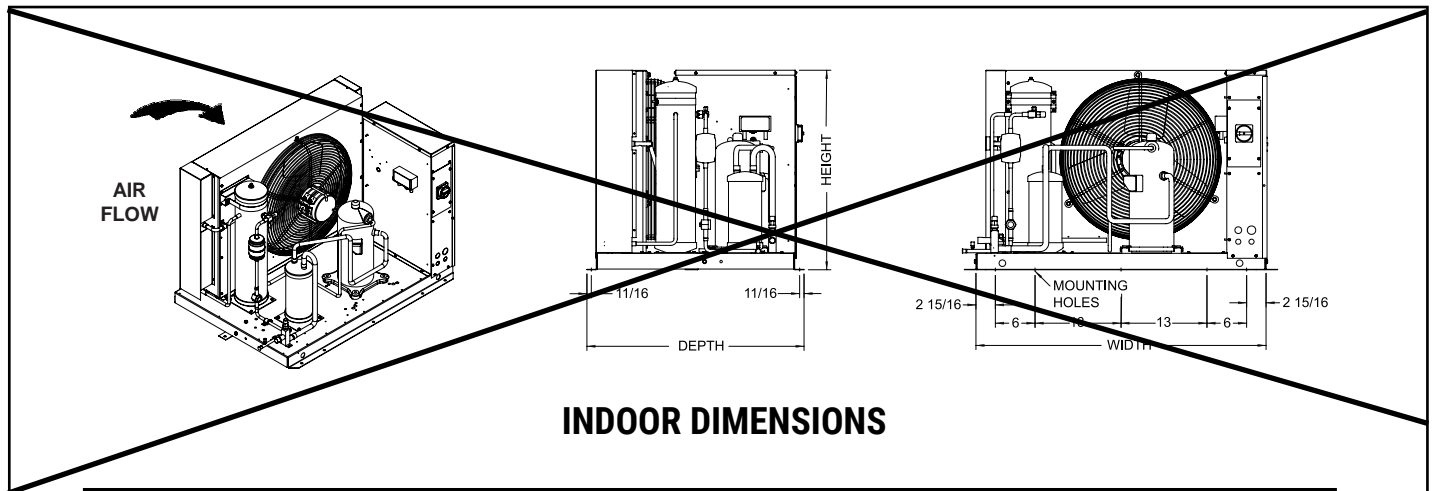 AIR
FLOW
HEIGHT
11/16
11/16
DEPTH
MOUNTING
HOLES
2 15/16
2 15/16
6
13
13
6
WIDTH
INDOOR DIMENSIONS